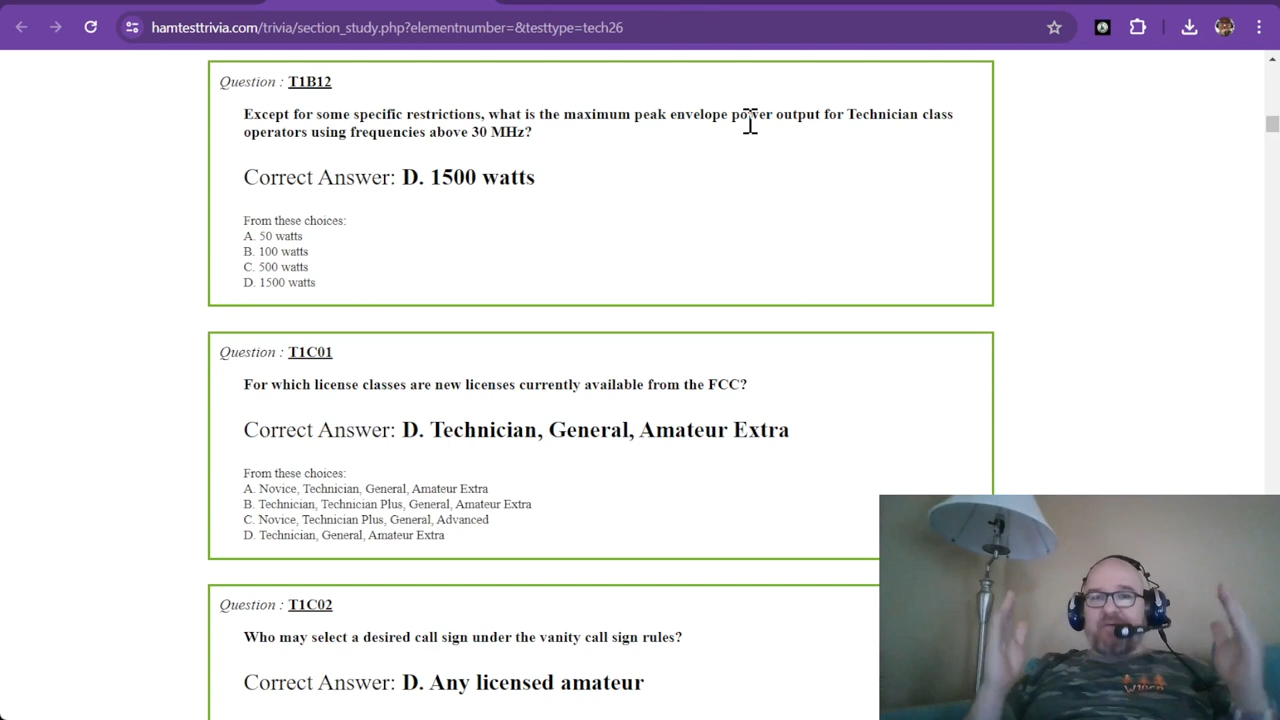 hamtesttrivia.com/trivia/section_study.php?elementnumber=&testtype=tech26
Question : T1B12
Except for some specific restrictions, what is the maximum peak envelope power output for Technician class
operators using frequencies above 30 MHz?
Correct Answer: D. 1500 watts
From these choices:
A. 50 watts
B. 100 watts
C. 500 watts
D. 1500 watts
Question : T1C01
For which license classes are new licenses currently available from the FCC?
Correct Answer: D. Technician, General, Amateur Extra
From these choices:
A. Novice, Technician, General, Amateur Extra
B. Technician, Technician Plus, General, Amateur Extra
C. Novice, Technician Plus, General, Advanced
D. Technician, General, Amateur Extra
Question : T1C02
Who may select a desired call sign under the vanity call sign rules?
Correct Answer: D. Any licensed amateur